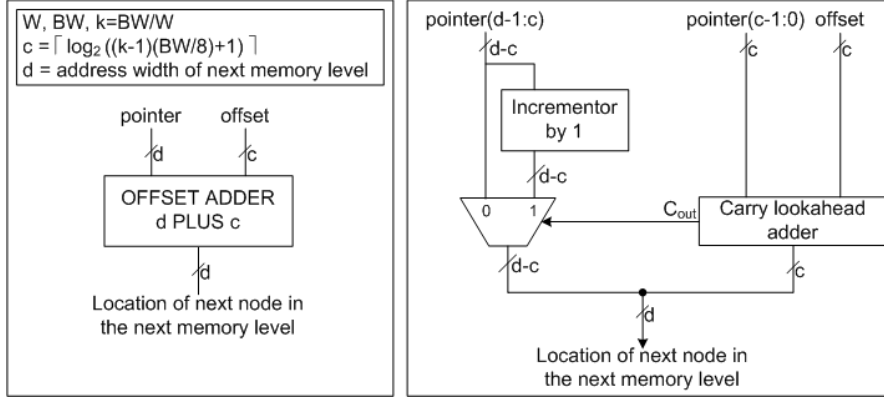 W, BW, k=BW/W
c =⌈ log₂ ((k-1)(BW/8)+1) ⌉
d = address width of next memory level
pointer offset
d c
OFFSET ADDER
d PLUS c
d
Location of next node in
the next memory level
pointer(d-1:c) pointer(c-1:0) offset
d-c c c
Incrementor
by 1
d-c
0 1
Cout
Carry lookahead
adder
d-c c
d
Location of next node in
the next memory level